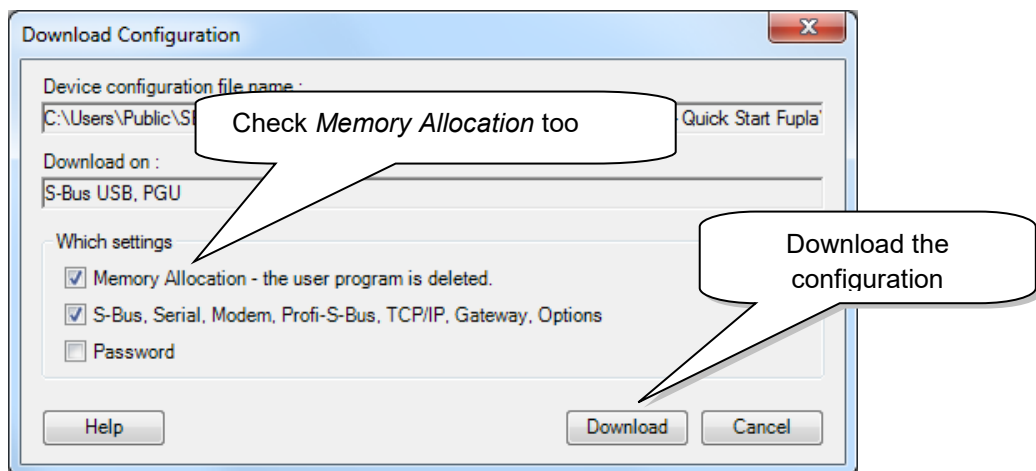 Download Configuration
Device configuration file name :
C:\Users\Public\S
Check Memory Allocation too
Quick Start Fupla
Download on :
S-Bus USB, PGU
Which settings
Memory Allocation - the user program is deleted.
Download the
configuration
S-Bus, Serial, Modem, Profi-S-Bus, TCP/IP, Gateway, Options
Password
Help
Download
Cancel